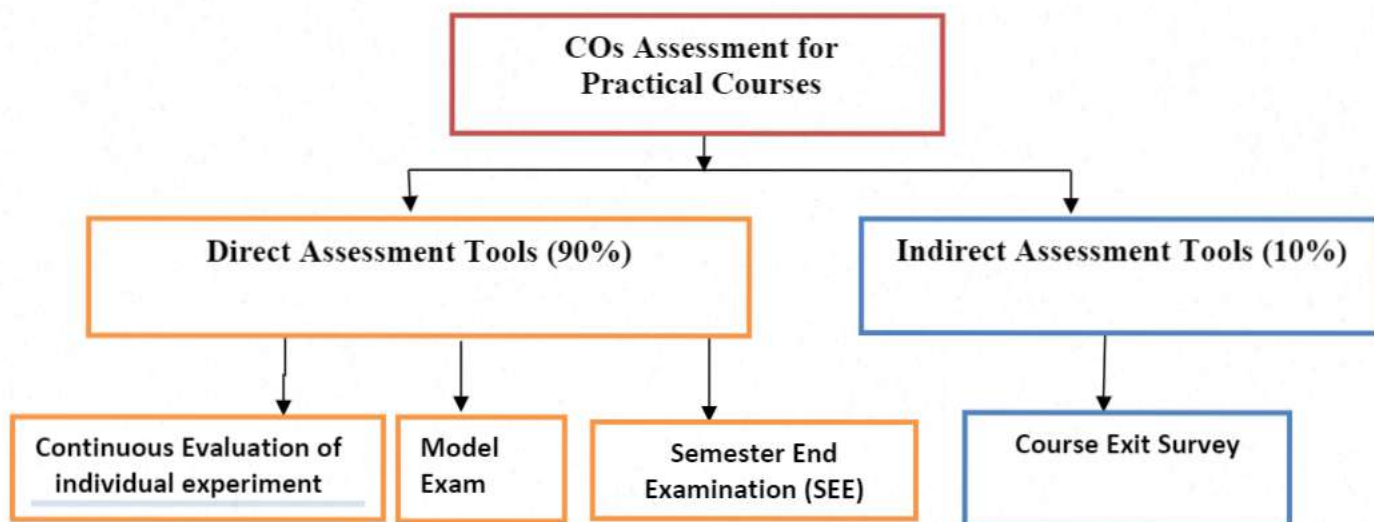 COs Assessment for
Practical Courses
Direct Assessment Tools (90%)
Indirect Assessment Tools (10%)
Continuous Evaluation of
individual experiment
Model
Exam
Semester End
Examination (SEE)
Course Exit Survey